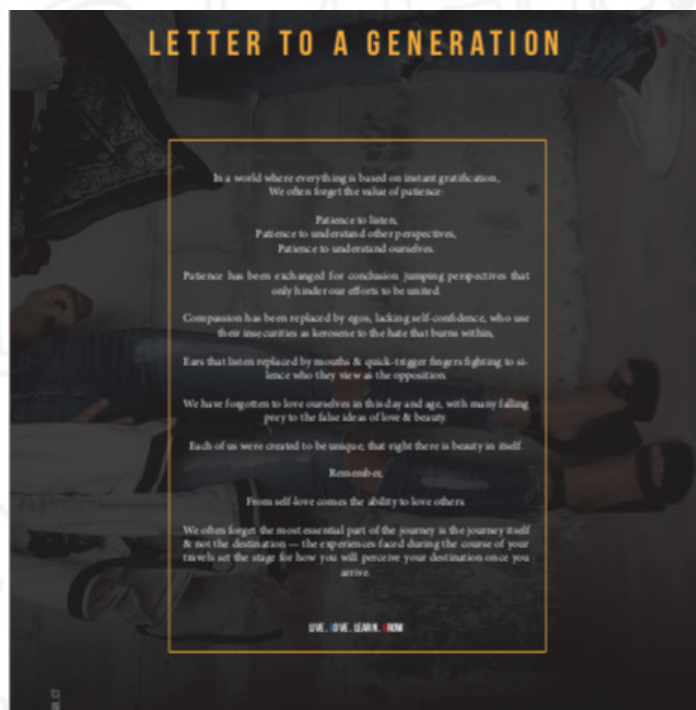 LETTER TO A GENERATION
In a world where everything is based on instant gratification,
We often forget the value of patience:
Patience to listen,
Patience to understand other perspectives,
Patience to understand ourselves.
Patience has been exchanged for conclusion jumping perspectives that
only hinder our efforts to be united.
Compassion has been replaced by egos, lacking self-confidence, who use
their insecurities as kerosene to the hate that burns within,
Ears that listen replaced by mouths & quick-trigger fingers fighting to si-
lence who they view as the opposition.
We have forgotten to love ourselves in this day and age, with many falling
prey to the false ideas of love & beauty.
Each of us were created to be unique, that right there is beauty in itself.
Remember,
From self-love comes the ability to love others.
We often forget the most essential part of the journey is the journey itself
& not the destination — the experiences faced during the course of your
travels set the stage for how you will perceive your destination once you
arrive.
LIVE. LOVE. LEARN. GROW